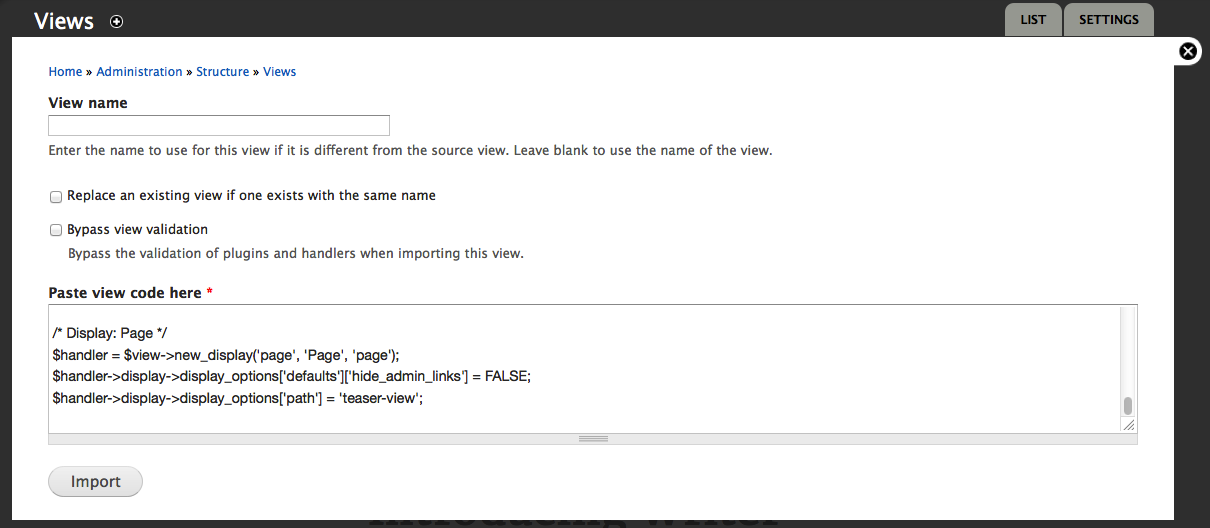 Views
LIST
SETTINGS
Home » Administration » Structure » Views
View name
Enter the name to use for this view if it is different from the source view. Leave blank to use the name of the view.
Replace an existing view if one exists with the same name
Bypass view validation
Bypass the validation of plugins and handlers when importing this view.
Paste view code here *
/* Display: Page */
$handler = $view->new_display('page', 'Page', 'page');
$handler->display->display_options['defaults']['hide_admin_links'] = FALSE;
$handler->display->display_options['path'] = 'teaser-view';
Import